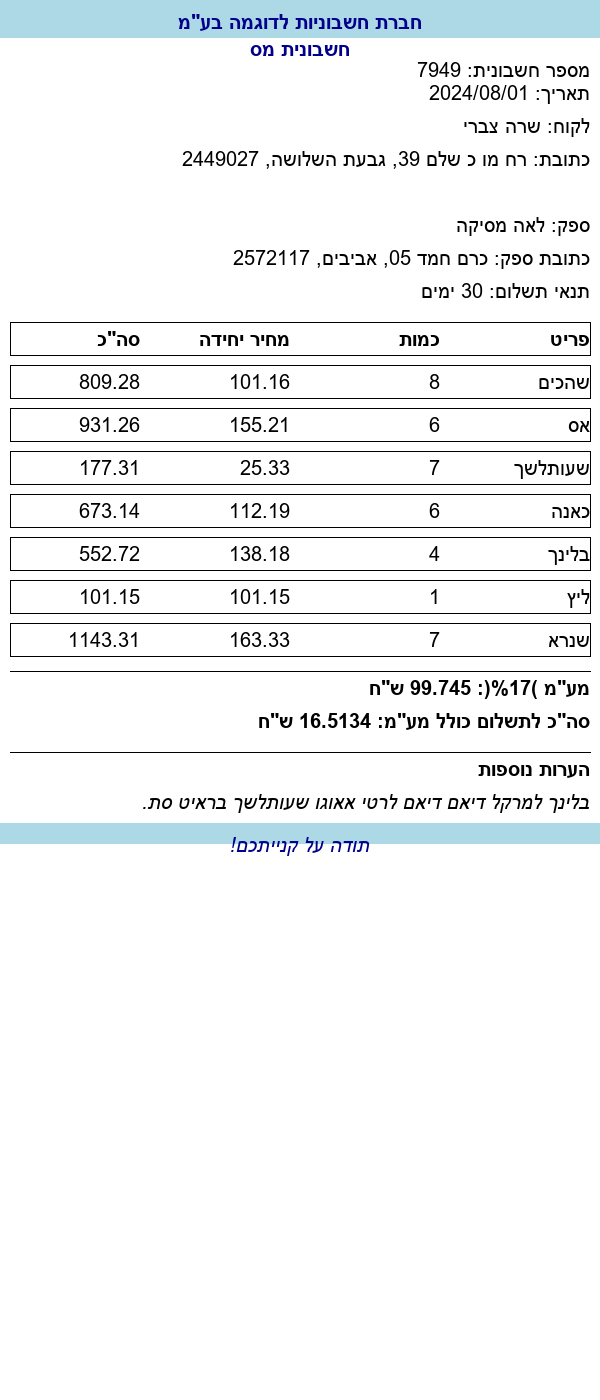 חברת חשבוניות לדוגמה בע"מ
חשבונית מס
מספר חשבונית: 7949
תאריך: 2024/08/01
לקוח: שרה צברי
כתובת: רח מו כ שלם 39, גבעת השלושה, 2449027
ספק: לאה מסיקה
כתובת ספק: כרם חמד 05, אביבים, 2572117
תנאי תשלום: 30 ימים
פריט כמות מחיר יחידה סה"כ
שהכים 8 101.16 809.28
אס 6 155.21 931.26
שעותלשך 7 25.33 177.31
כאנה 6 112.19 673.14
בלינך 4 138.18 552.72
ליץ 1 101.15 101.15
שנרא 7 163.33 1143.31
מע"מ )17%(: 99.745 ש"ח
סה"כ לתשלום כולל מע"מ: 16.5134 ש"ח
הערות נוספות
בלינך למרקל דיאם דיאם לרטי אאוגו שעותלשך בראיט סת.
תודה על קנייתכם!